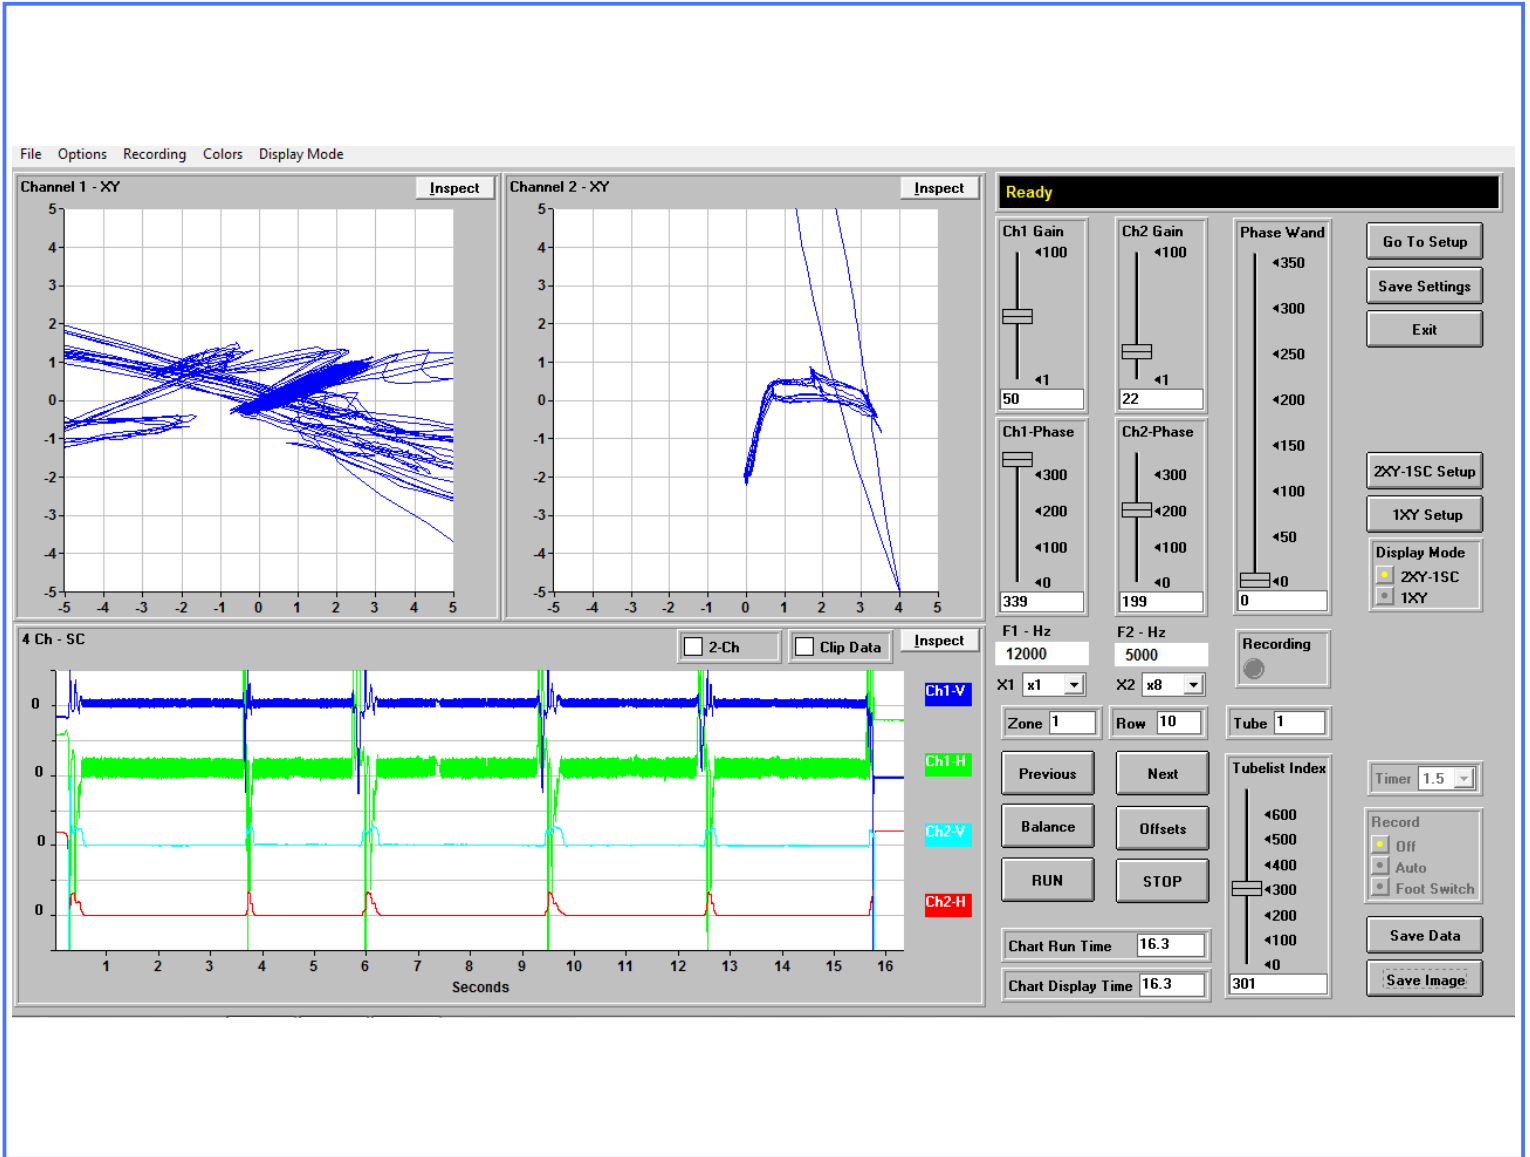 File Options Recording Colors Display Mode
Channel 1 - XY
Inspect
5
4
3
2
1
0
-1
-2
-3
-4
-5
-5 -4 -3 -2 -1 0 1 2 3 4 5
Channel 2 - XY
Inspect
5
4
3
2
1
0
-1
-2
-3
-4
-5
-5 -4 -3 -2 -1 0 1 2 3 4 5
4 Ch - SC
2-Ch
Clip Data
Inspect
0
0
0
0
Ch1-V
Ch1-H
Ch2-V
Ch2-H
1 2 3 4 5 6 7 8 9 10 11 12 13 14 15 16
Seconds
Ready
Ch1 Gain
100
1
50
Ch2 Gain
100
1
22
Phase Wand
350
300
250
200
150
100
50
0
0
Go To Setup
Save Settings
Exit
Ch1-Phase
300
200
100
0
339
Ch2-Phase
300
200
100
0
199
2XY-1SC Setup
1XY Setup
Display Mode
2XY-1SC
1XY
F1 - Hz
12000
F2 - Hz
5000
Recording
X1 x1
X2 x8
Zone 1
Row 10
Tube 1
Previous
Next
Balance
Offsets
RUN
STOP
Tubelist Index
600
500
400
300
200
100
0
301
Timer 1.5
Record
Off
Auto
Foot Switch
Chart Run Time 16.3
Chart Display Time 16.3
Save Data
Save Image